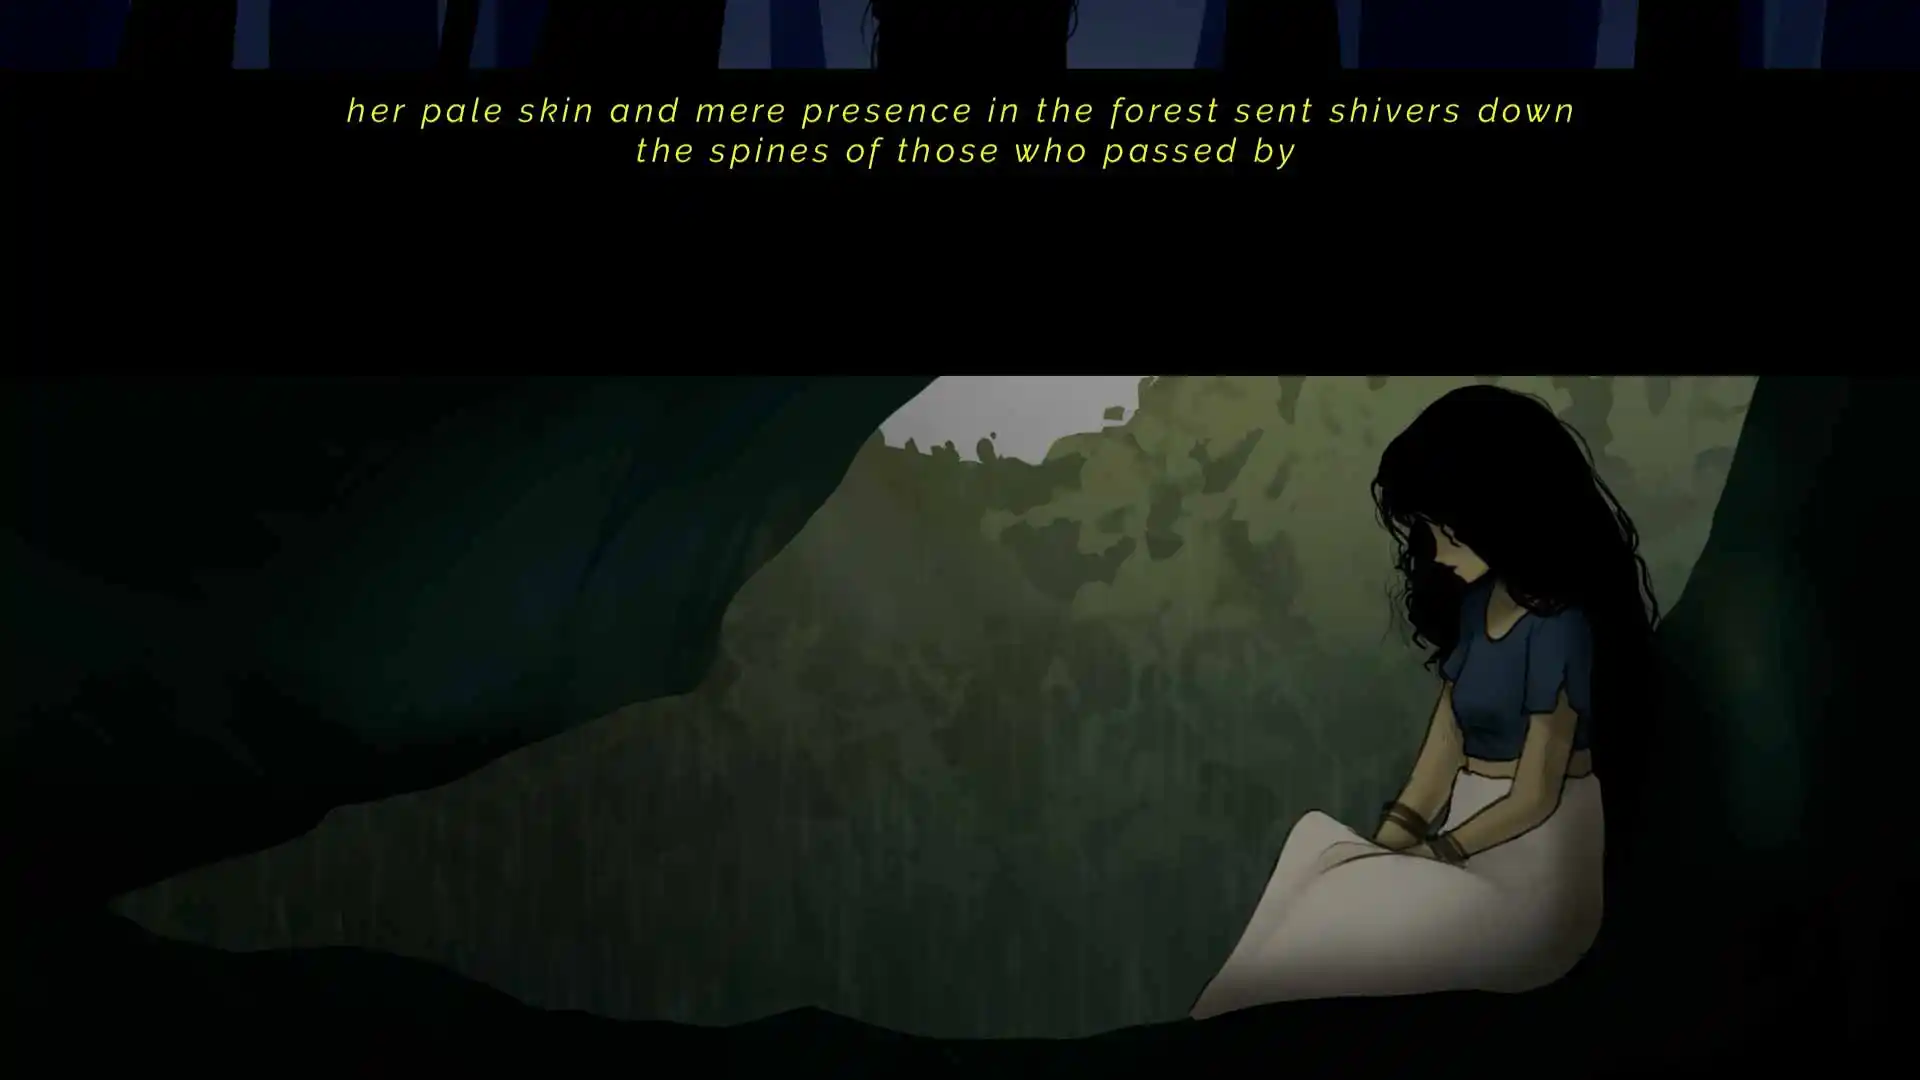 her pale skin and mere presence in the forest sent shivers down
the spines of those who passed by